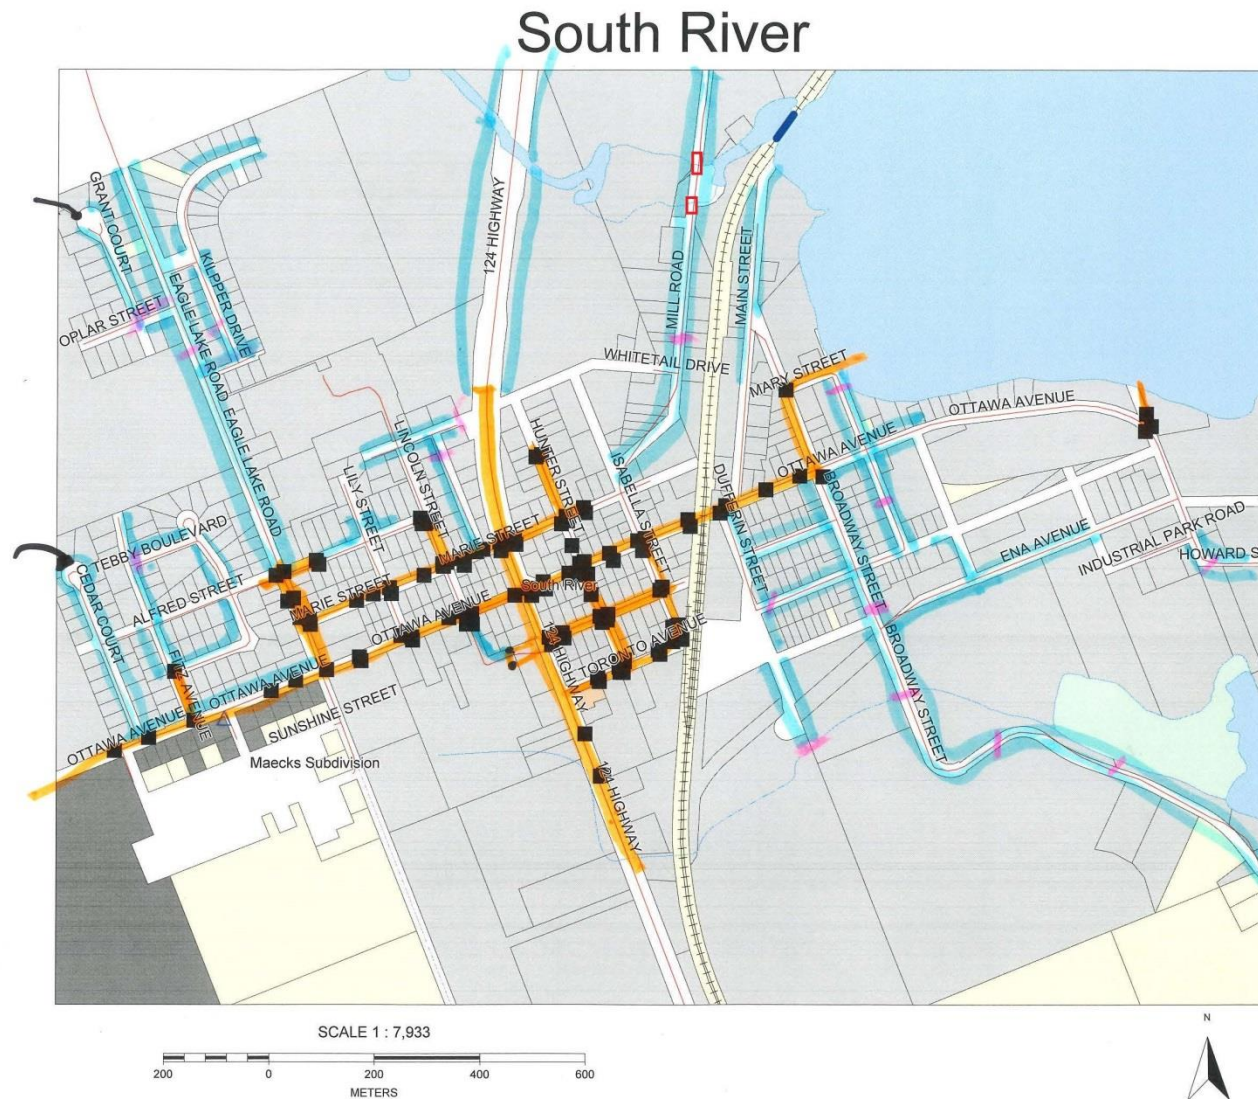 South River
GRANT COURT
OPLAR STREET
EAGLE LAKE ROAD
KILPPER DRIVE
EAGLE LAKE ROAD
124 HIGHWAY
MILL ROAD
MAIN STREET
WHITETAIL DRIVE
MARY STREET
OTTAWA AVENUE
OTTAWA AVENUE
LINCOLN STREET
LILY STREET
HUNTER STREET
ISABELLA STREET
DUFFERIN STREET
BROADWAY STREET
TEBBY BOULEVARD
ALFRED STREET
CEDAR COURT
FITZ AVENUE
MARIE STREET
MARIE STREET
OTTAWA AVENUE
South River
ENA AVENUE
INDUSTRIAL PARK ROAD
HOWARD S
TORONTO AVENUE
124 HIGHWAY
OTTAWA AVENUE
OTTAWA AVENUE
SUNSHINE STREET
BROADWAY STREET
Maecks Subdivision
124 HIGHWAY
SCALE 1 : 7,933
200 0 200 400 600
METERS
N